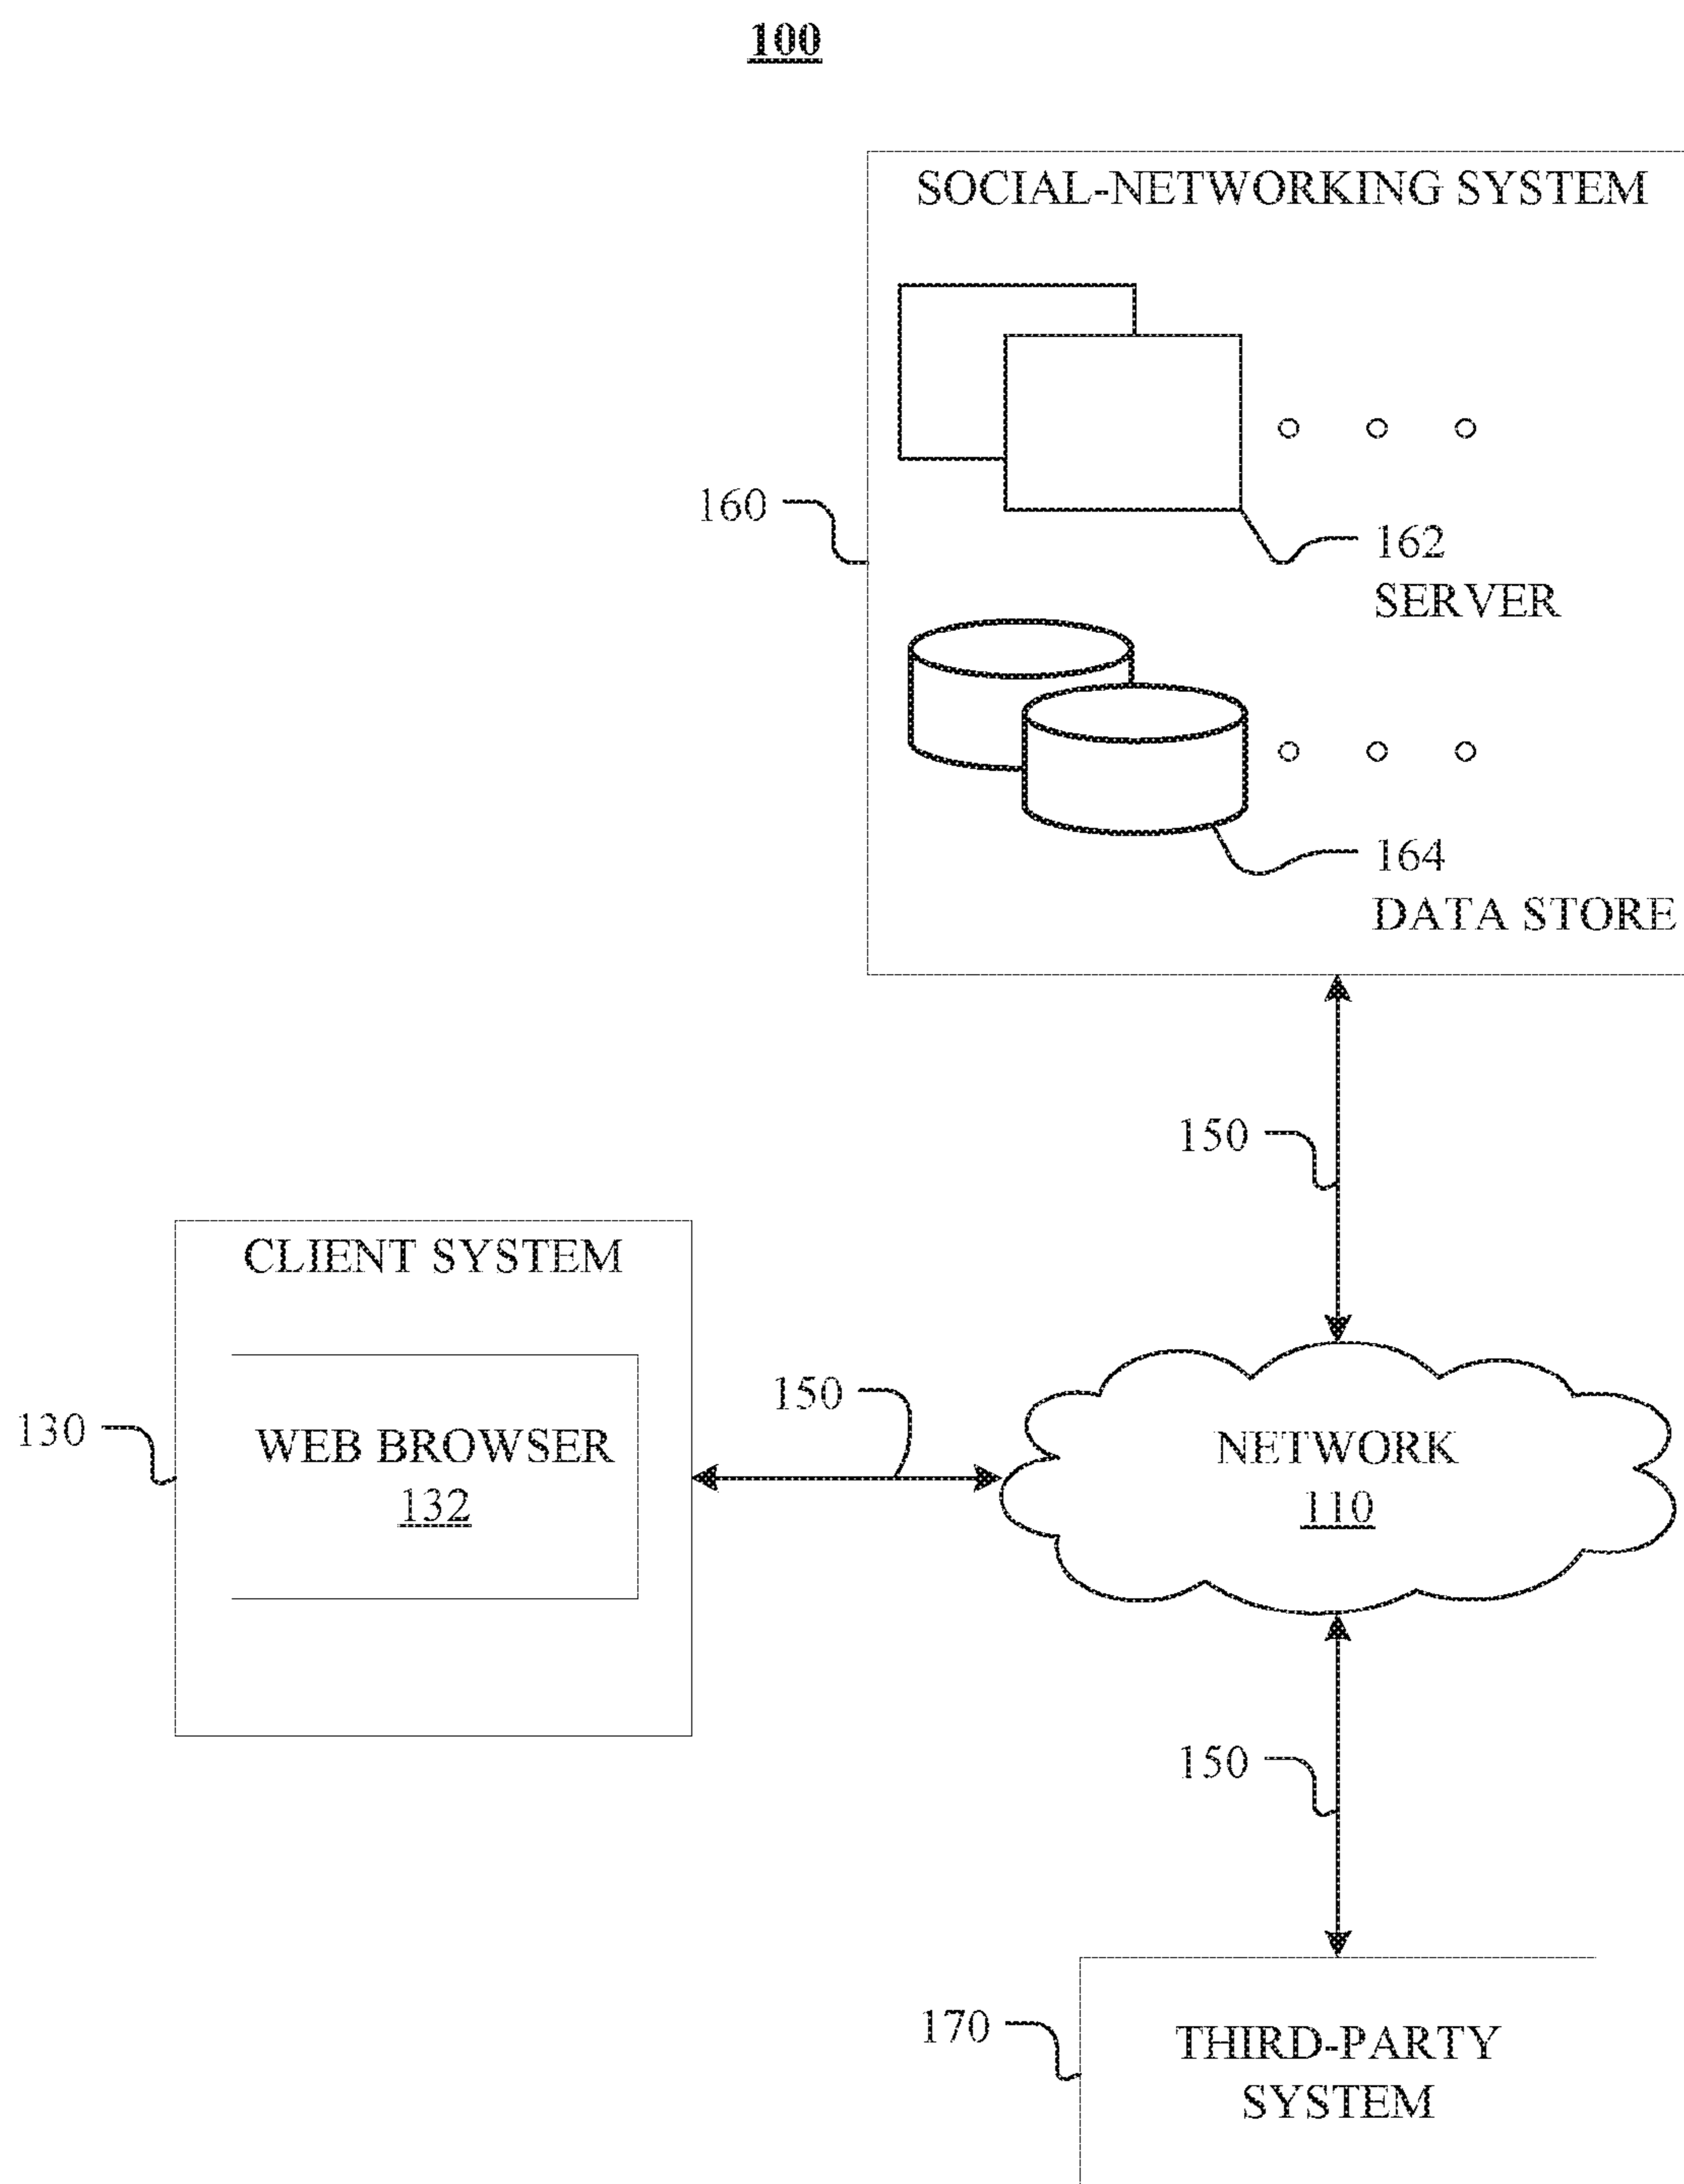 100
SOCIAL-NETWORKING SYSTEM
160
162
SERVER
164
DATA STORE
150
CLIENT SYSTEM
130
WEB BROWSER
132
150
NETWORK
110
150
170
THIRD-PARTY
SYSTEM